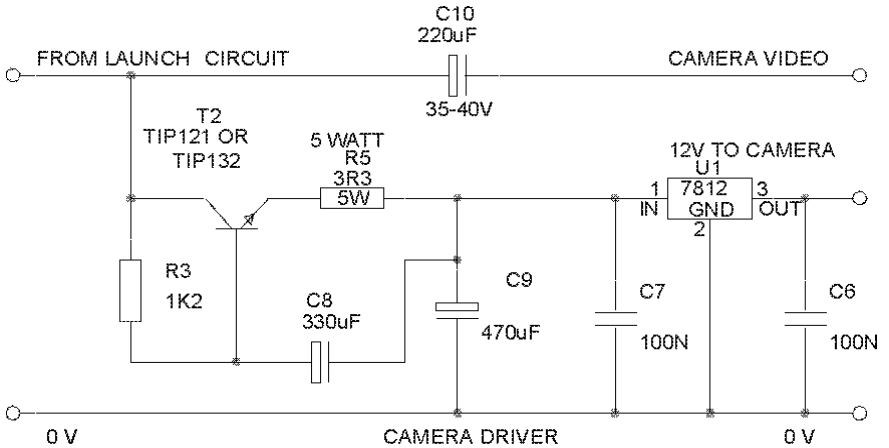 C10
220uF
FROM LAUNCH CIRCUIT
CAMERA VIDEO
35-40V
T2
TIP121 OR
TIP132
5 WATT
R5
3R3
5W
12V TO CAMERA
U1
1
7812
3
IN
GND
OUT
2
R3
1K2
C8
330uF
C9
470uF
C7
100N
C6
100N
0 V
CAMERA DRIVER
0 V